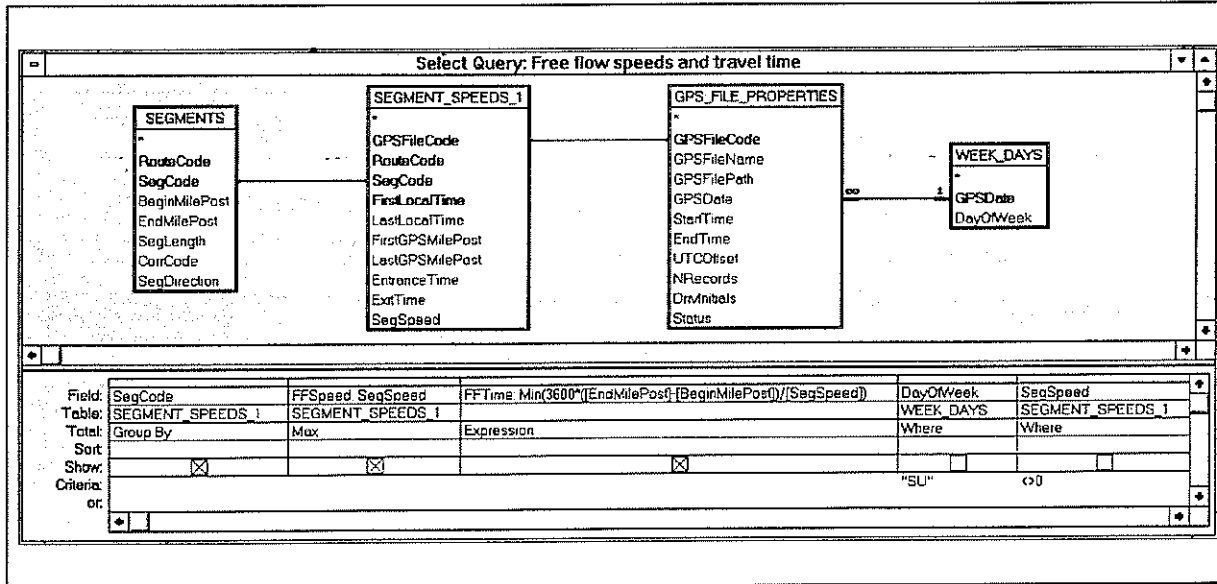 Select Query: Free flow speeds and travel time
SEGMENTS
*
RouteCode
SegCode
BeginMilePost
EndMilePost
SegLength
CorrCode
SegDirection
SEGMENT_SPEEDS_1
*
GPSFileCode
RouteCode
SegCode
FirstLocalTime
LastLocalTime
FirstGPSMilePost
LastGPSMilePost
EntranceTime
ExitTime
SegSpeed
GPS_FILE_PROPERTIES
*
GPSFileCode
GPSFileName
GPSFilePath
GPSDate
StartTime
EndTime
UTCOffset
NRecords
DrvInitials
Status
∞ 1
WEEK_DAYS
*
GPSDate
DayOfWeek
Field: SegCode FFSpeed: SegSpeed FFTime: Min(3600*([EndMilePost]-[BeginMilePost])/[SegSpeed]) DayOfWeek SegSpeed
Table: SEGMENT_SPEEDS_1 SEGMENT_SPEEDS_1 WEEK_DAYS SEGMENT_SPEEDS_1
Total: Group By Max Expression Where Where
Sort:
Show:
Criteria: "SU" <>0
or: